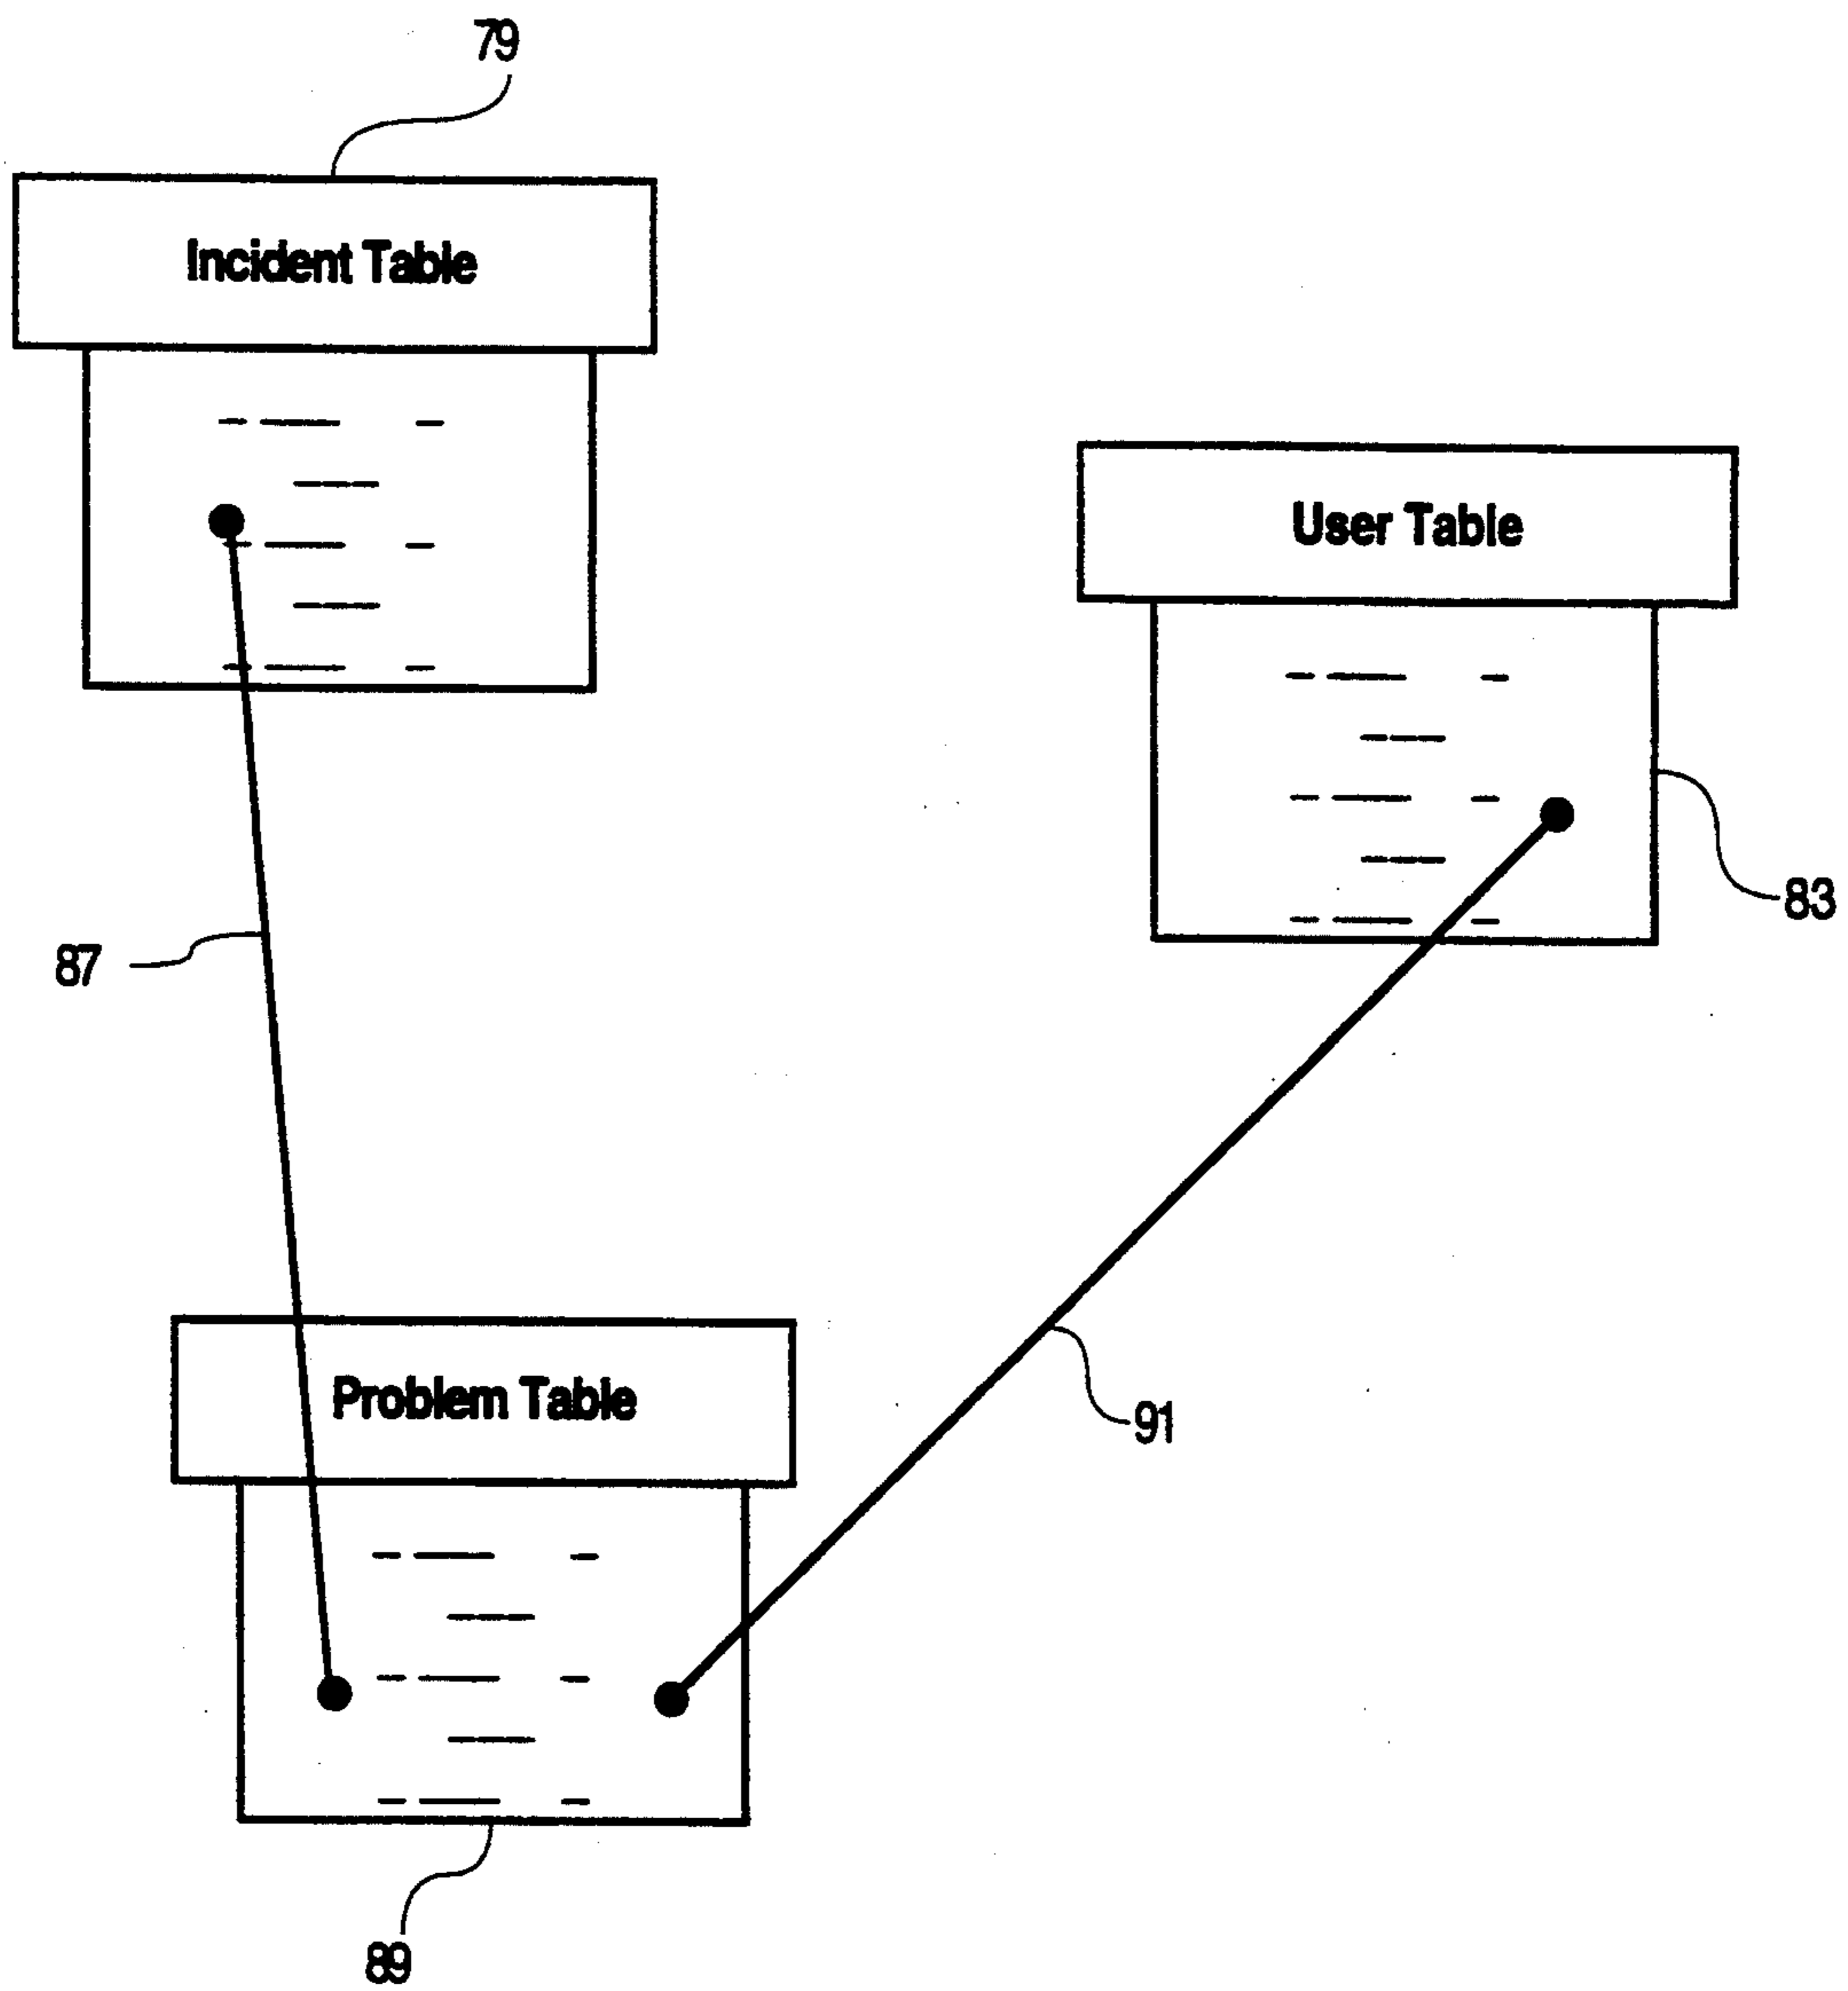 79
Incident Table
User Table
83
87
Problem Table
91
89